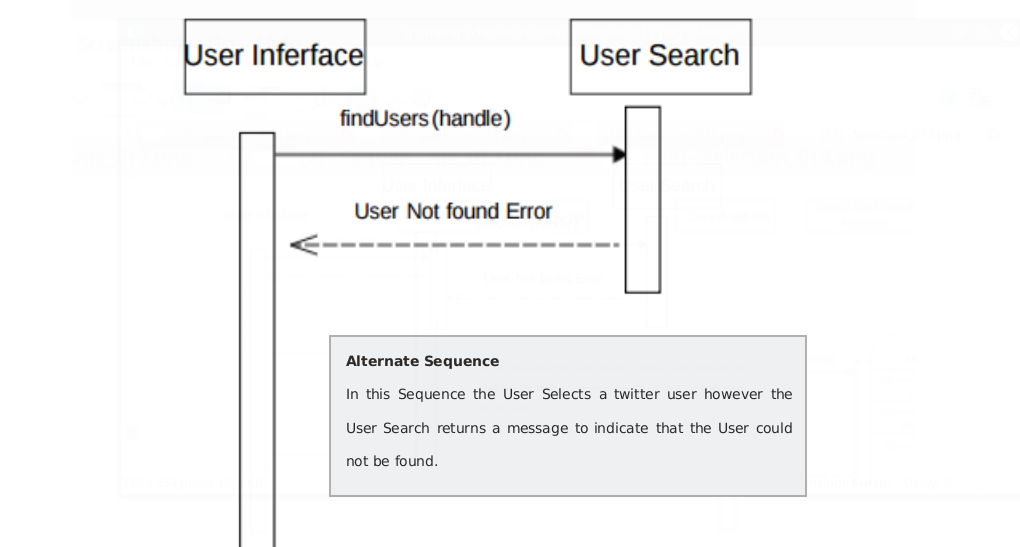 User Inferface
User Search
findUsers(handle)
User Not found Error
Alternate Sequence
In this Sequence the User Selects a twitter user however the
User Search returns a message to indicate that the User could
not be found.